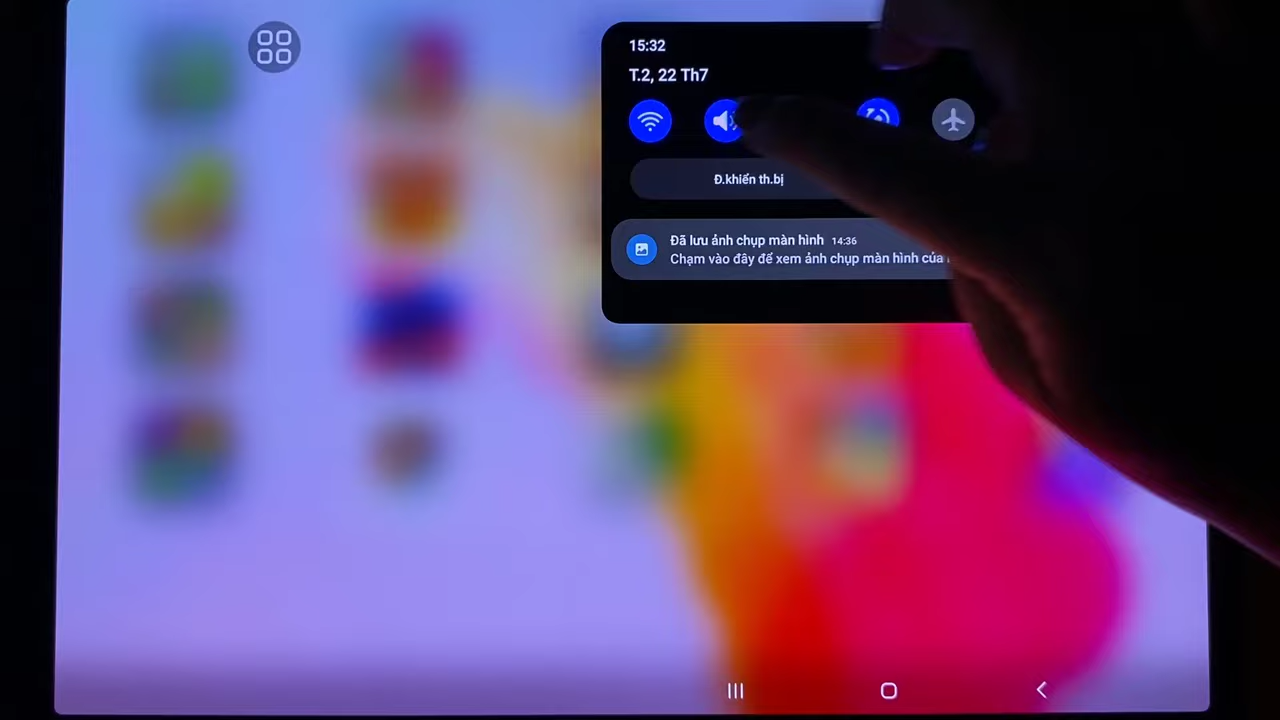 15:32
T.2, 22 Th7
Đ.khiển th.bị
Đã lưu ảnh chụp màn hình 14:36
Chạm vào đây để xem ảnh chụp màn hình của